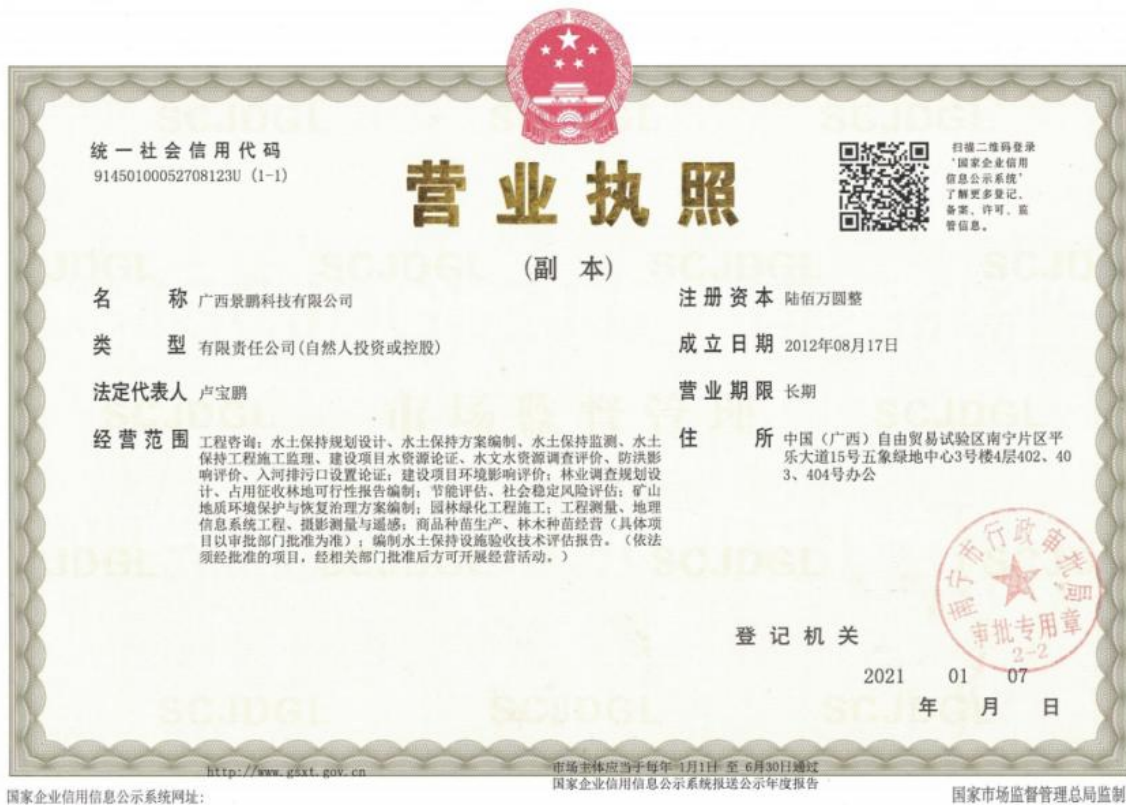 统一社会信用代码
91450100052708123U (1-1)
营业执照
(副 本)
扫描二维码登录
‘国家企业信用
信息公示系统’
了解更多登记、
备案、许可、监
管信息。
名 称 广西景鹏科技有限公司
类 型 有限责任公司(自然人投资或控股)
法定代表人 卢宝鹏
经营范围 工程咨询；水土保持规划设计、水土保持方案编制、水土保持监测、水土
保持工程施工监理、建设项目水资源论证、水文水资源调查评价、防洪影
响评价、入河排污口设置论证；建设项目环境影响评价；林业调查规划设
计、占用征收林地可行性报告编制；节能评估、社会稳定风险评估；矿山
地质环境保护与恢复治理方案编制；园林绿化工程施工；工程测量、地理
信息系统工程、摄影测量与遥感；商品种苗生产、林木种苗经营（具体项
目以审批部门批准为准）；编制水土保持设施验收技术评估报告。（依法
须经批准的项目，经相关部门批准后方可开展经营活动。）
注册资本 陆佰万圆整
成立日期 2012年08月17日
营业期限 长期
住 所 中国（广西）自由贸易试验区南宁片区平
乐大道15号五象绿地中心3号楼4层402、40
3、404号办公
登记机关
南宁市行政审批局
审批专用章
2-2
2021 01 07
年 月 日
http://www.gsxt.gov.cn
市场主体应当于每年 1月1日 至 6月30日通过
国家企业信用信息公示系统报送公示年度报告
国家企业信用信息公示系统网址:
国家市场监督管理总局监制
SCJDGL
市场监督管理